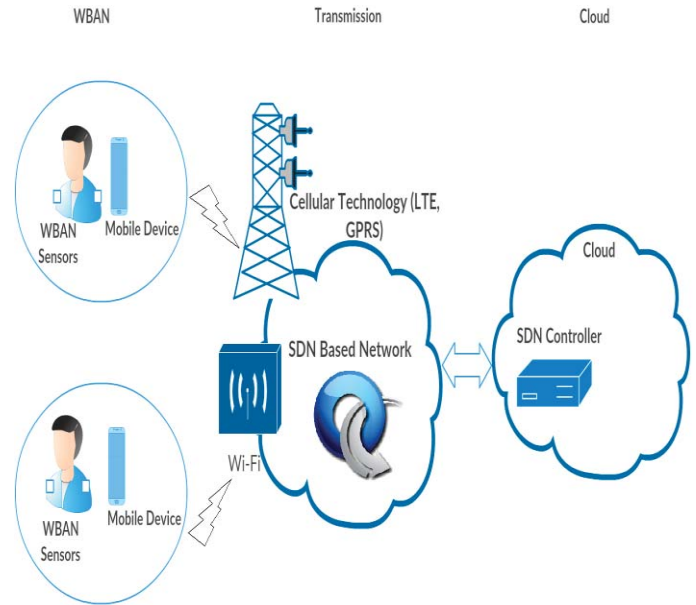 WBAN
Transmission
Cloud
WBAN
Sensors
Mobile Device
Cellular Technology (LTE,
GPRS)
Cloud
SDN Based Network
SDN Controller
Wi-Fi
WBAN
Sensors
Mobile Device